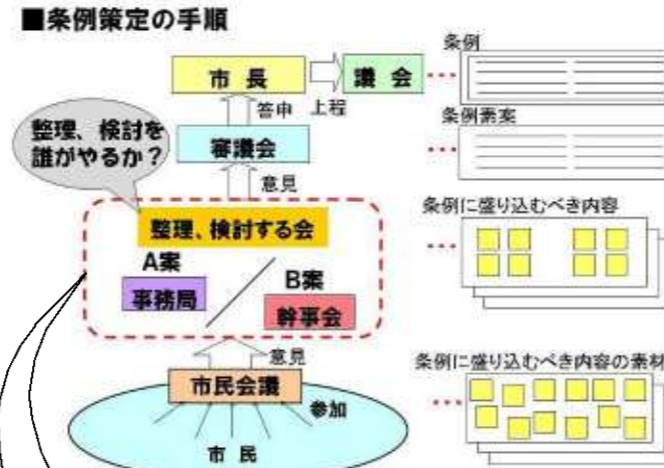 ■条例策定の手順
条例
市 長
議 会
答申
上程
条例素案
整理、検討を
誰がやるか？
審議会
意見
条例に盛り込むべき内容
整理、検討する会
A案
事務局
B案
幹事会
意見
条例に盛り込むべき内容の素材
市民会議
参加
市 民